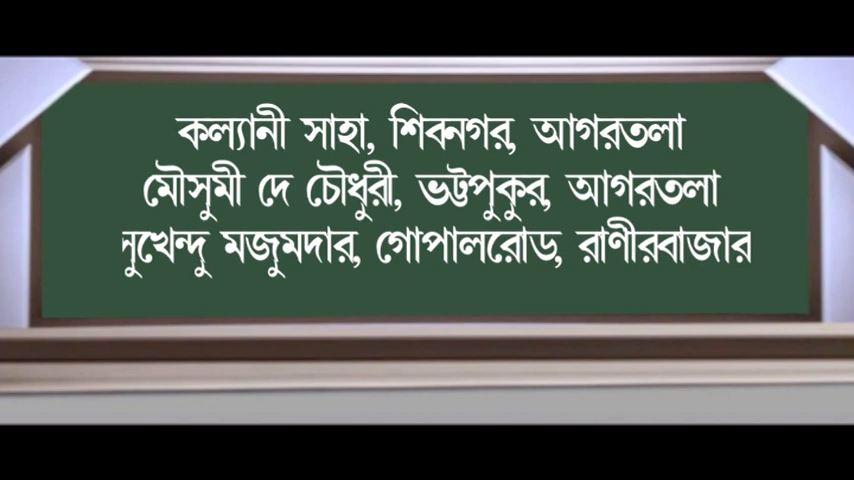 কল্যানী সাহা, শিবনগর, আগরতলা
মৌসুমী দে চৌধুরী, ভট্টপুকুর, আগরতলা
মজুমদার, গোপালরোড, রাণীরবাজার